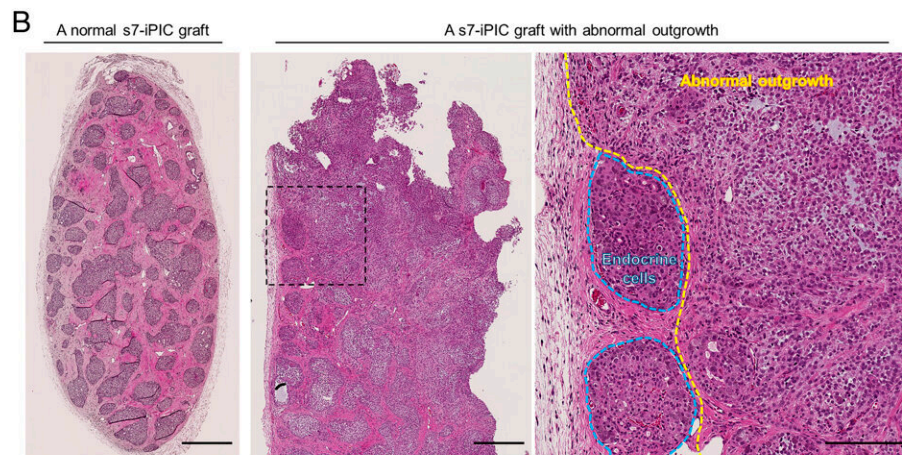 B
A normal s7-iPIC graft
A s7-iPIC graft with abnormal outgrowth
Abnormal outgrowth
Endocrine
cells